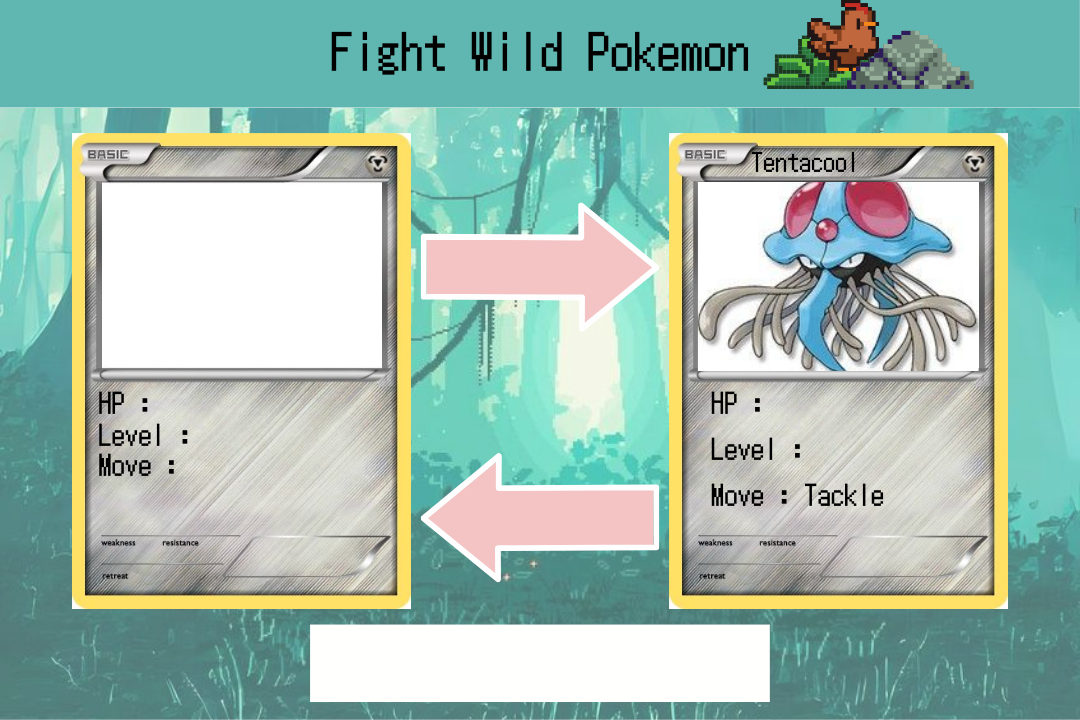 Fight Wild Pokemon
BASIC
HP :
Level :
Move :
weakness resistance
retreat
BASIC Tentacool
HP :
Level :
Move : Tackle
weakness resistance
retreat